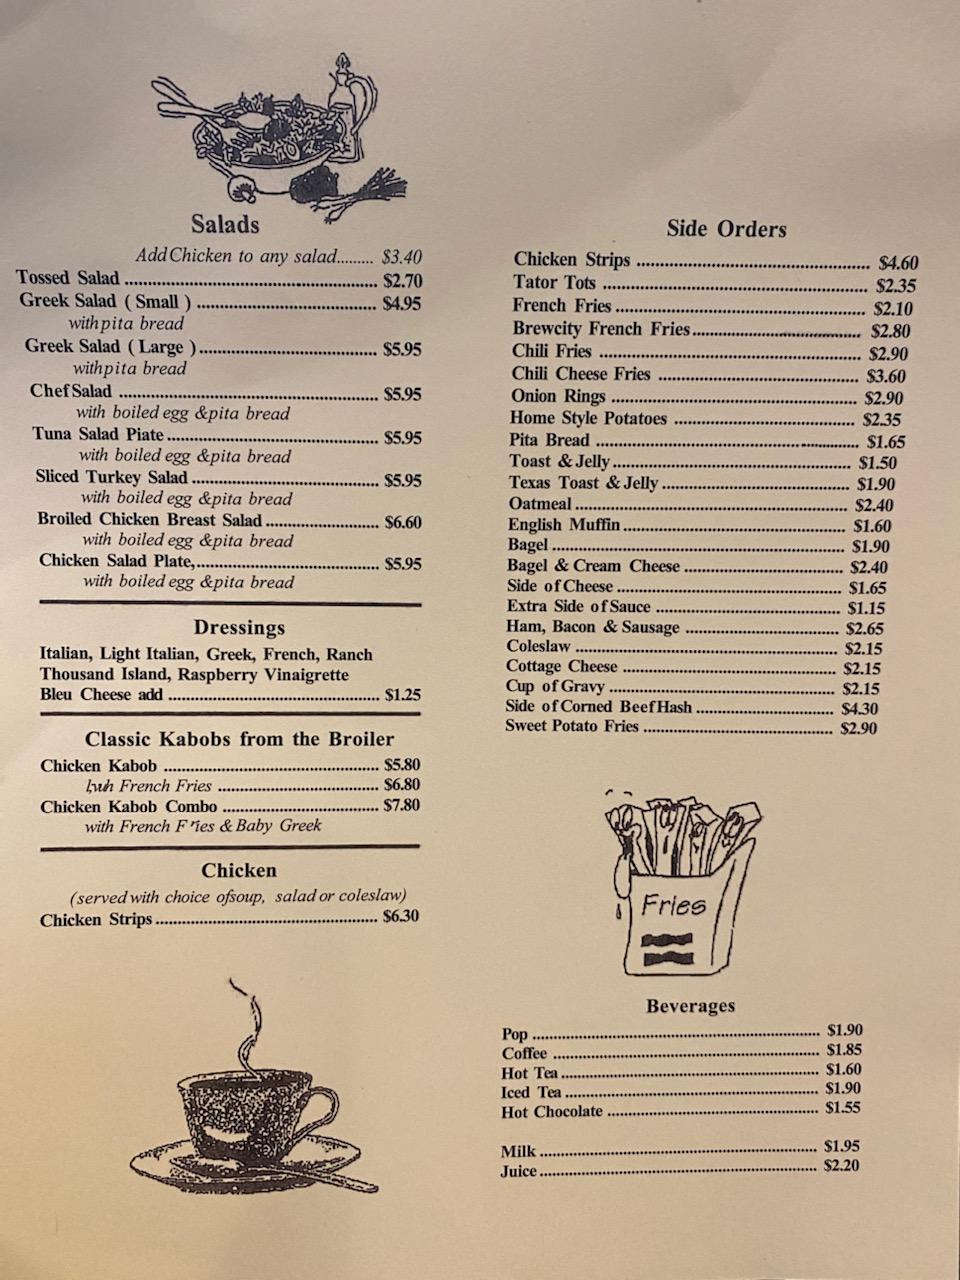 Salads
Add Chicken to any salad......... $3.40
Tossed Salad ........ $2.70
Greek Salad ( Small ) ........ $4.95
with pita bread
Greek Salad ( Large ) ........ $5.95
with pita bread
Chef Salad ........ $5.95
with boiled egg & pita bread
Tuna Salad Piate ........ $5.95
with boiled egg & pita bread
Sliced Turkey Salad ........ $5.95
with boiled egg & pita bread
Broiled Chicken Breast Salad ........ $6.60
with boiled egg & pita bread
Chicken Salad Plate, ........ $5.95
with boiled egg & pita bread
Dressings
Italian, Light Italian, Greek, French, Ranch
Thousand Island, Raspberry Vinaigrette
Bleu Cheese add ........ $1.25
Classic Kabobs from the Broiler
Chicken Kabob ........ $5.80
French Fries ........ $6.80
Chicken Kabob Combo ........ $7.80
with French Fries & Baby Greek
Chicken
(served with choice of soup, salad or coleslaw)
Chicken Strips ........ $6.30
Side Orders
Chicken Strips ........ $4.60
Tator Tots ........ $2.35
French Fries ........ $2.10
Brewcity French Fries ........ $2.80
Chili Fries ........ $2.90
Chili Cheese Fries ........ $3.60
Onion Rings ........ $2.90
Home Style Potatoes ........ $2.35
Pita Bread ........ $1.65
Toast & Jelly ........ $1.50
Texas Toast & Jelly ........ $1.90
Oatmeal ........ $2.40
English Muffin ........ $1.60
Bagel ........ $1.90
Bagel & Cream Cheese ........ $2.40
Side of Cheese ........ $1.65
Extra Side of Sauce ........ $1.15
Ham, Bacon & Sausage ........ $2.65
Coleslaw ........ $2.15
Cottage Cheese ........ $2.15
Cup of Gravy ........ $2.15
Side of Corned Beef Hash ........ $4.30
Sweet Potato Fries ........ $2.90
Fries
Beverages
Pop ........ $1.90
Coffee ........ $1.85
Hot Tea ........ $1.60
Iced Tea ........ $1.90
Hot Chocolate ........ $1.55
Milk ........ $1.95
Juice ........ $2.20